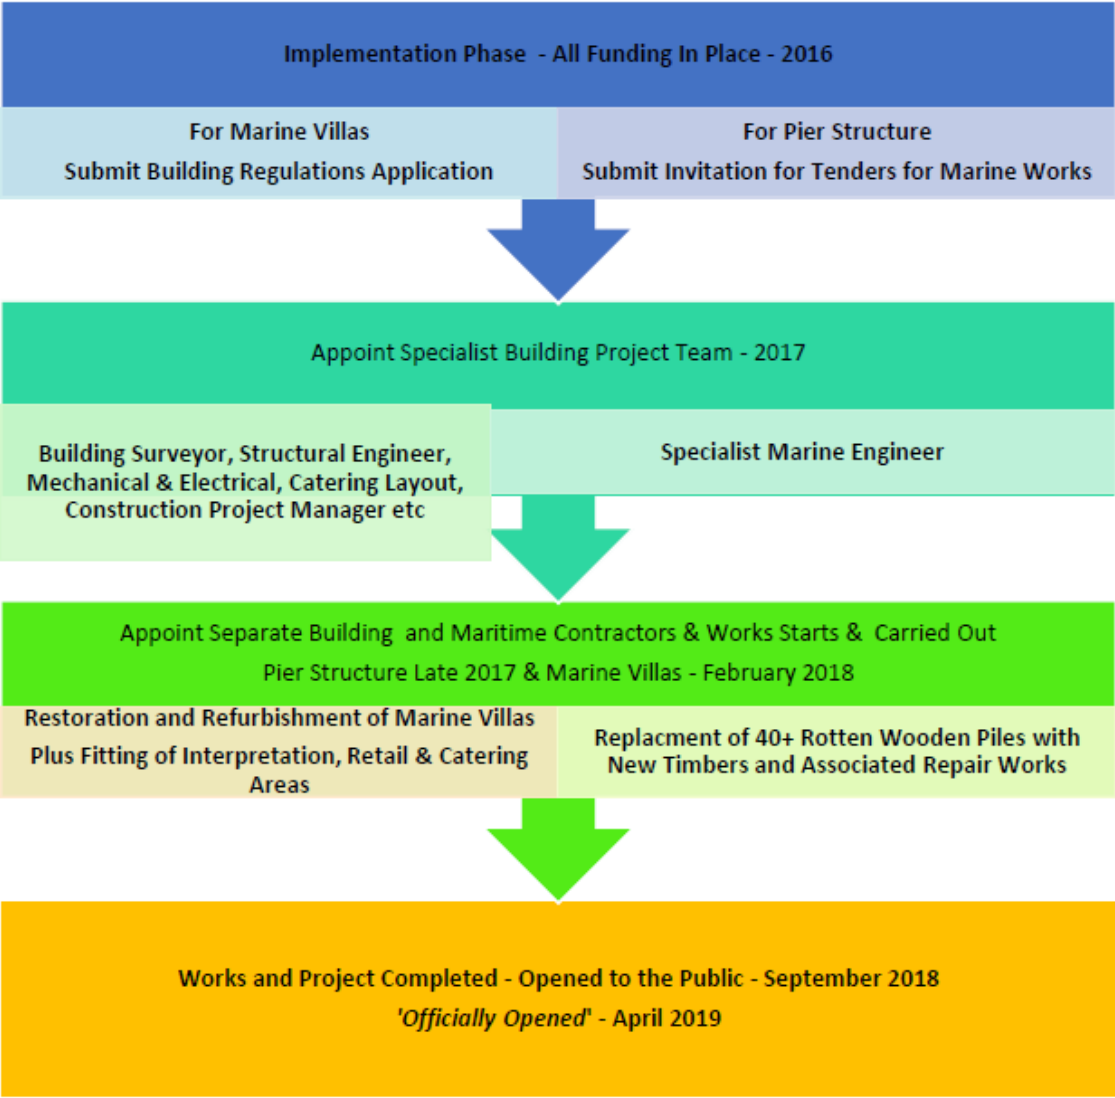 Implementation Phase - All Funding In Place - 2016
For Marine Villas
Submit Building Regulations Application
For Pier Structure
Submit Invitation for Tenders for Marine Works
Appoint Specialist Building Project Team - 2017
Building Surveyor, Structural Engineer,
Mechanical & Electrical, Catering Layout,
Construction Project Manager etc
Specialist Marine Engineer
Appoint Separate Building and Maritime Contractors & Works Starts & Carried Out
Pier Structure Late 2017 & Marine Villas - February 2018
Restoration and Refurbishment of Marine Villas
Plus Fitting of Interpretation, Retail & Catering
Areas
Replacment of 40+ Rotten Wooden Piles with
New Timbers and Associated Repair Works
Works and Project Completed - Opened to the Public - September 2018
'Officially Opened' - April 2019